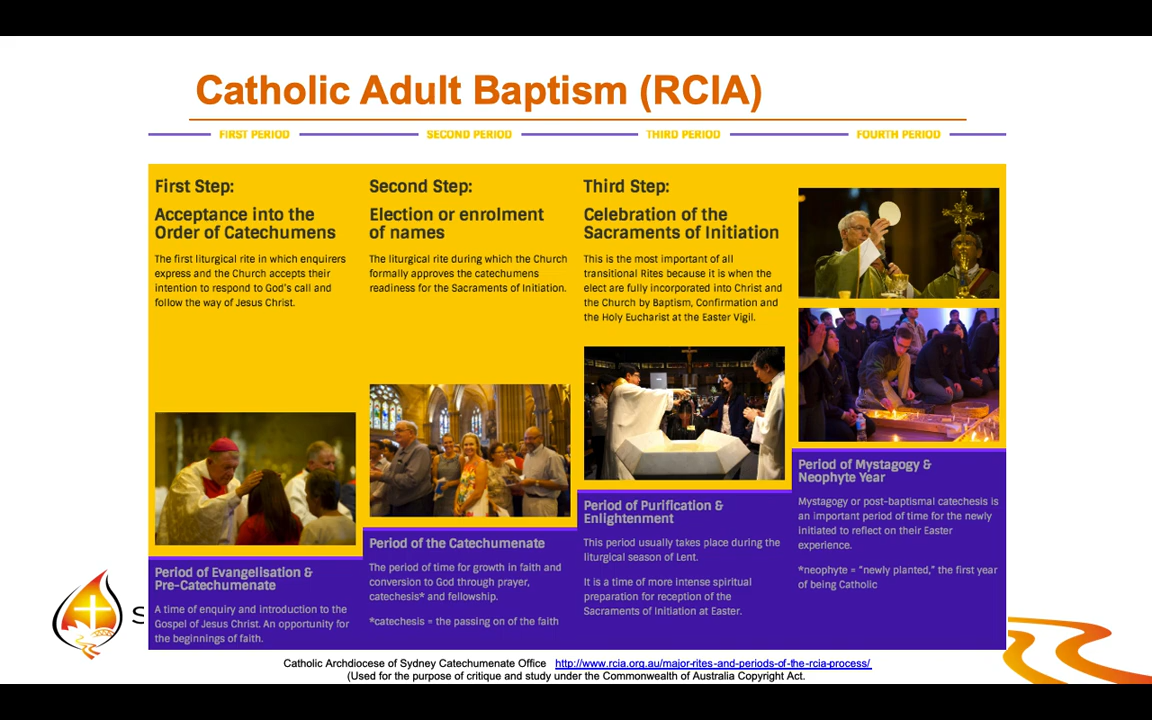 Catholic Adult Baptism (RCIA)
FIRST PERIOD
SECOND PERIOD
THIRD PERIOD
FOURTH PERIOD
First Step:
Acceptance into the
Order of Catechumens
The first liturgical rite in which enquirers
express and the Church accepts their
intention to respond to God's call and
follow the way of Jesus Christ.
Period of Evangelisation &
Pre-Catechumenate
A time of enquiry and introduction to the
Gospel of Jesus Christ. An opportunity for
the beginnings of faith.
Second Step:
Election or enrolment
of names
The liturgical rite during which the Church
formally approves the catechumens
readiness for the Sacraments of Initiation.
Period of the Catechumenate
The period of time for growth in faith and
conversion to God through prayer,
catechesis* and fellowship.
*catechesis = the passing on of the faith
Third Step:
Celebration of the
Sacraments of Initiation
This is the most important of all
transitional Rites because it is when the
elect are fully incorporated into Christ and
the Church by Baptism, Confirmation and
the Holy Eucharist at the Easter Vigil.
Period of Purification &
Enlightenment
This period usually takes place during the
liturgical season of Lent.
It is a time of more intense spiritual
preparation for reception of the
Sacraments of Initiation at Easter.
Period of Mystagogy &
Neophyte Year
Mystagogy or post-baptismal catechesis is
an important period of time for the newly
initiated to reflect on their Easter
experience.
*neophyte = "newly planted," the first year
of being Catholic
S
Catholic Archdiocese of Sydney Catechumenate Office http://www.rcia.org.au/major-rites-and-periods-of-the-rcia-process/
(Used for the purpose of critique and study under the Commonwealth of Australia Copyright Act.